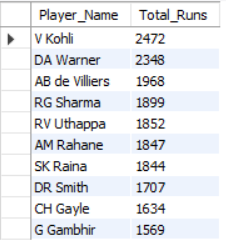 Player_Name Total_Runs
V Kohli 2472
DA Warner 2348
AB de Villiers 1968
RG Sharma 1899
RV Uthappa 1852
AM Rahane 1847
SK Raina 1844
DR Smith 1707
CH Gayle 1634
G Gambhir 1569